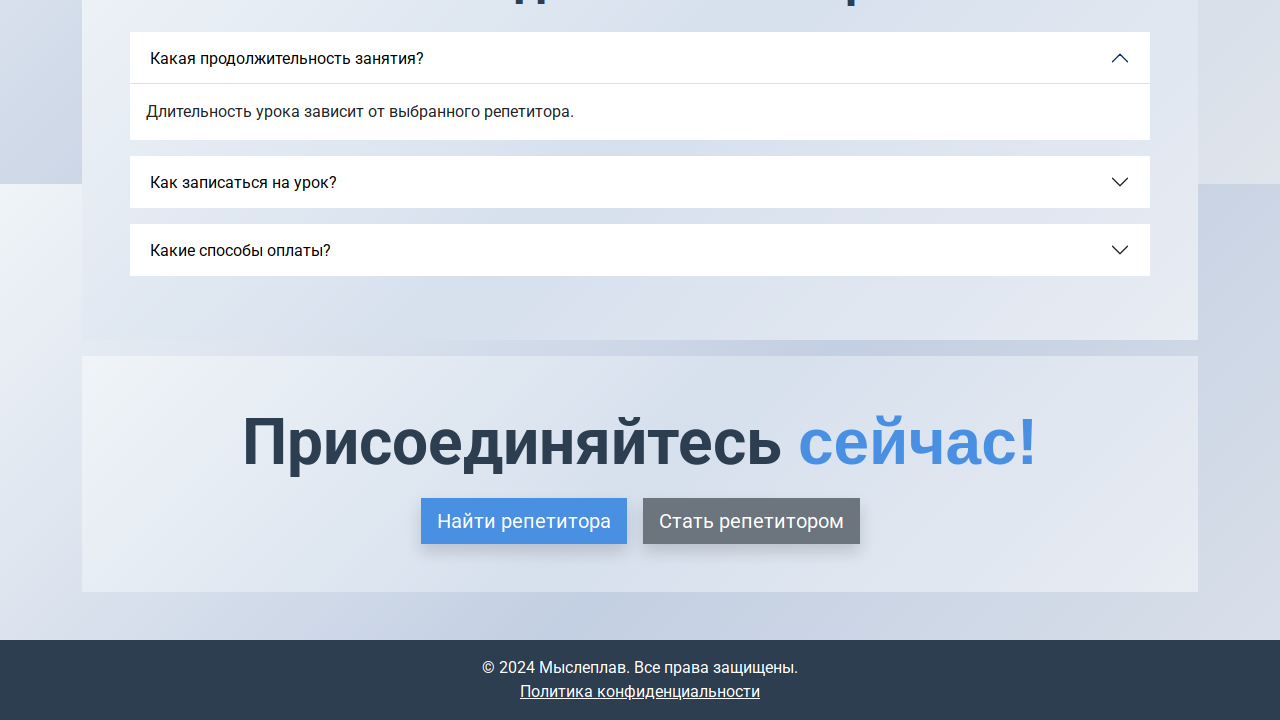 Какая продолжительность занятия?
Длительность урока зависит от выбранного репетитора.
Как записаться на урок?
Какие способы оплаты?
Присоединяйтесь сейчас!
Найти репетитора
Стать репетитором
© 2024 Мыслеплав. Все права защищены.
Политика конфиденциальности